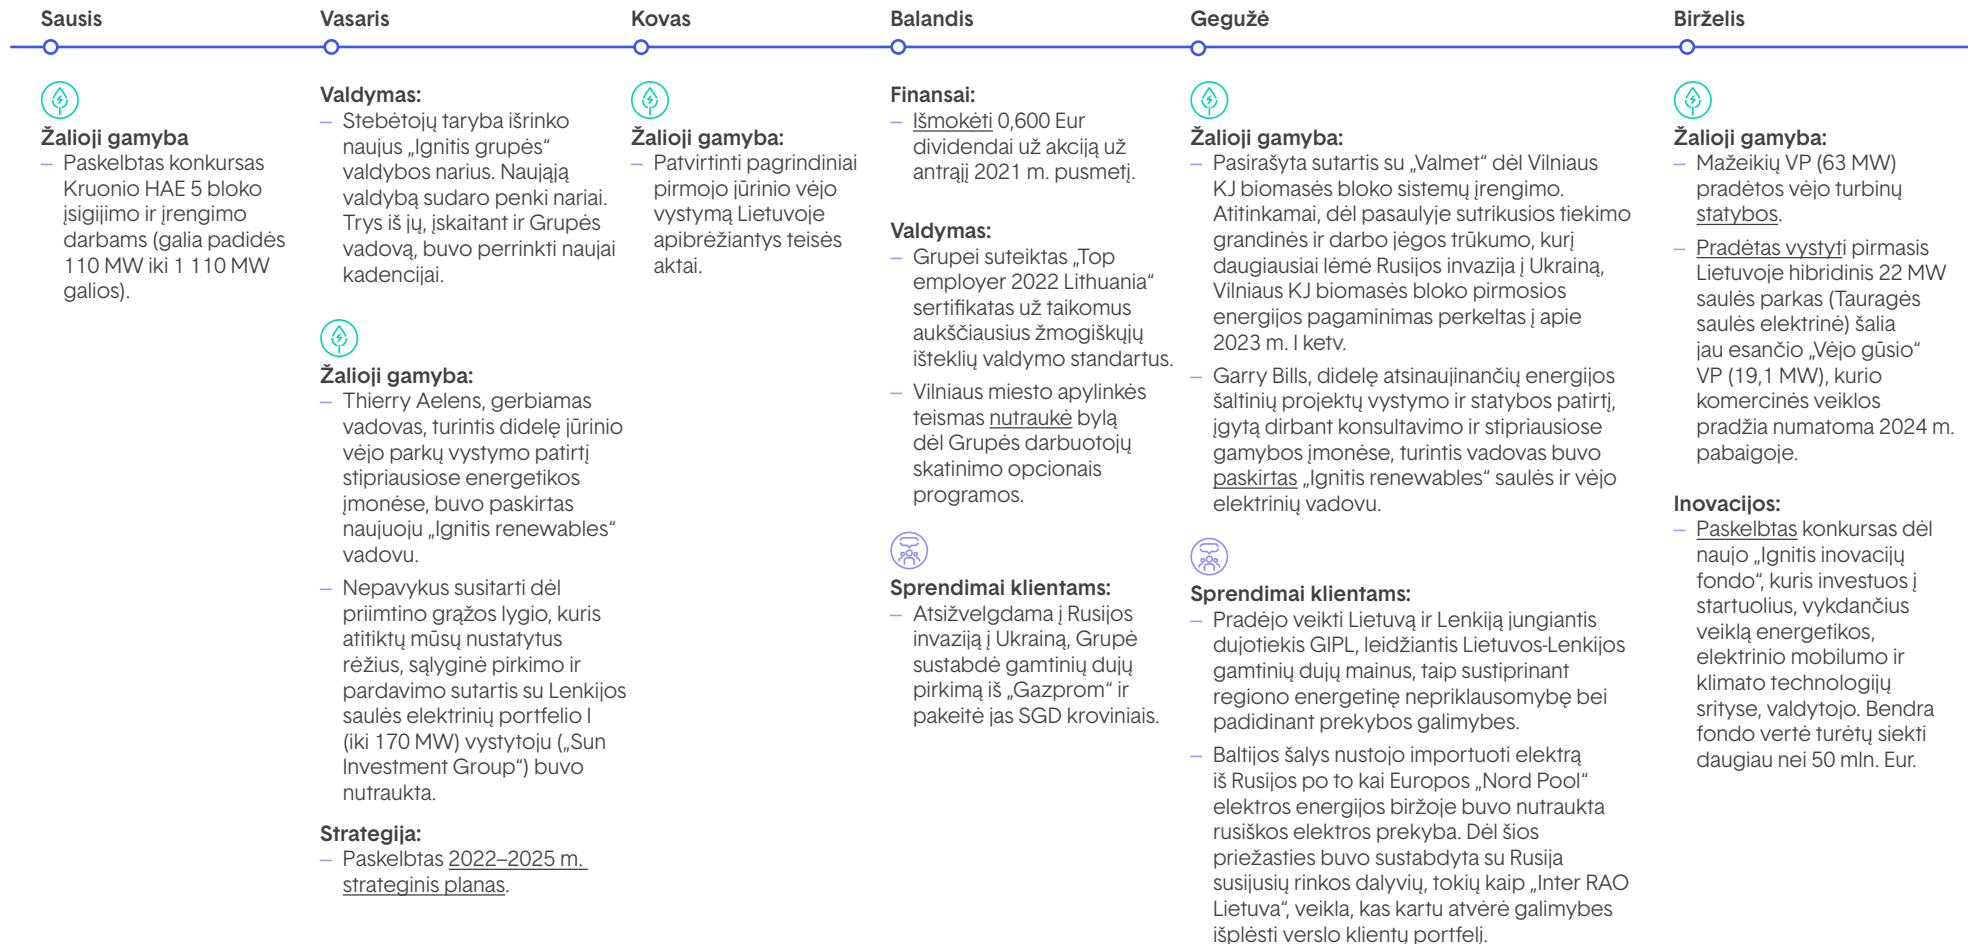 Sausis
Žalioji gamyba
– Paskelbtas konkursas
Kruonio HAE 5 bloko
įsigijimo ir įrengimo
darbams (galia padidės
110 MW iki 1 110 MW
galios).
Vasaris
Valdymas:
– Stebėtojų taryba išrinko
naujus „Ignitis grupės“
valdybos narius. Naująją
valdybą sudaro penki nariai.
Trys iš jų, įskaitant ir Grupės
vadovą, buvo perrinkti naujai
kadencijai.
Žalioji gamyba:
– Thierry Aelens, gerbiamas
vadovas, turintis didelę jūrinio
vėjo parkų vystymo patirtį
stipriausiose energetikos
įmonėse, buvo paskirtas
naujuoju „Ignitis renewables“
vadovu.
– Nepavykus susitarti dėl
priimtino grąžos lygio, kuris
atitiktų mūsų nustatytus
rėžius, sąlyginė pirkimo ir
pardavimo sutartis su Lenkijos
saulės elektrinių portfelio I
(iki 170 MW) vystytoju („Sun
Investment Group“) buvo
nutraukta.
Strategija:
– Paskelbtas 2022–2025 m.
strateginis planas.
Kovas
Žalioji gamyba:
– Patvirtinti pagrindiniai
pirmojo jūrinio vėjo
vystymą Lietuvoje
apibrėžiantys teisės
aktai.
Balandis
Finansai:
– Išmokėti 0,600 Eur
dividendai už akciją už
antrąjį 2021 m. pusmetį.
Valdymas:
– Grupei suteiktas „Top
employer 2022 Lithuania“
sertifikatas už taikomus
aukščiausius žmogiškųjų
išteklių valdymo standartus.
– Vilniaus miesto apylinkės
teismas nutraukė bylą
dėl Grupės darbuotojų
skatinimo opcionais
programos.
Sprendimai klientams:
– Atsižvelgdama į Rusijos
invaziją į Ukrainą, Grupė
sustabdė gamtinių dujų
pirkimą iš „Gazprom“ ir
pakeitė jas SGD kroviniais.
Gegužė
Žalioji gamyba:
– Pasirašyta sutartis su „Valmet“ dėl Vilniaus
KJ biomasės bloko sistemų įrengimo.
Atitinkamai, dėl pasaulyje sutrikusios tiekimo
grandinės ir darbo jėgos trūkumo, kurį
daugiausiai lėmė Rusijos invazija į Ukrainą,
Vilniaus KJ biomasės bloko pirmosios
energijos pagaminimas perkeltas į apie
2023 m. I ketv.
– Garry Bills, didelę atsinaujinančių energijos
šaltinių projektų vystymo ir statybos patirtį,
įgytą dirbant konsultavimo ir stipriausiose
gamybos įmonėse, turintis vadovas buvo
paskirtas „Ignitis renewables“ saulės ir vėjo
elektrinių vadovu.
Sprendimai klientams:
– Pradėjo veikti Lietuvą ir Lenkiją jungiantis
dujotiekis GIPL, leidžiantis Lietuvos-Lenkijos
gamtinių dujų mainus, taip sustiprinant
regiono energetinę nepriklausomybę bei
padidinant prekybos galimybes.
– Baltijos šalys nustojo importuoti elektrą
iš Rusijos po to kai Europos „Nord Pool“
elektros energijos biržoje buvo nutraukta
rusiškos elektros prekyba. Dėl šios
priežasties buvo sustabdyta su Rusija
susijusių rinkos dalyvių, tokių kaip „Inter RAO
Lietuva“, veikla, kas kartu atvėrė galimybes
išplėsti verslo klientų portfelį.
Birželis
Žalioji gamyba:
– Mažeikių VP (63 MW)
pradėtos vėjo turbinų
statybos.
– Pradėtas vystyti pirmasis
Lietuvoje hibridinis 22 MW
saulės parkas (Tauragės
saulės elektrinė) šalia
jau esančio „Vėjo gūsio“
VP (19,1 MW), kurio
komercinės veiklos
pradžia numatoma 2024 m.
pabaigoje.
Inovacijos:
– Paskelbtas konkursas dėl
naujo „Ignitis inovacijų
fondo“, kuris investuos į
startuolius, vykdančius
veiklą energetikos,
elektrinio mobilumo ir
klimato technologijų
srityse, valdytojo. Bendra
fondo vertė turėtų siekti
daugiau nei 50 mln. Eur.